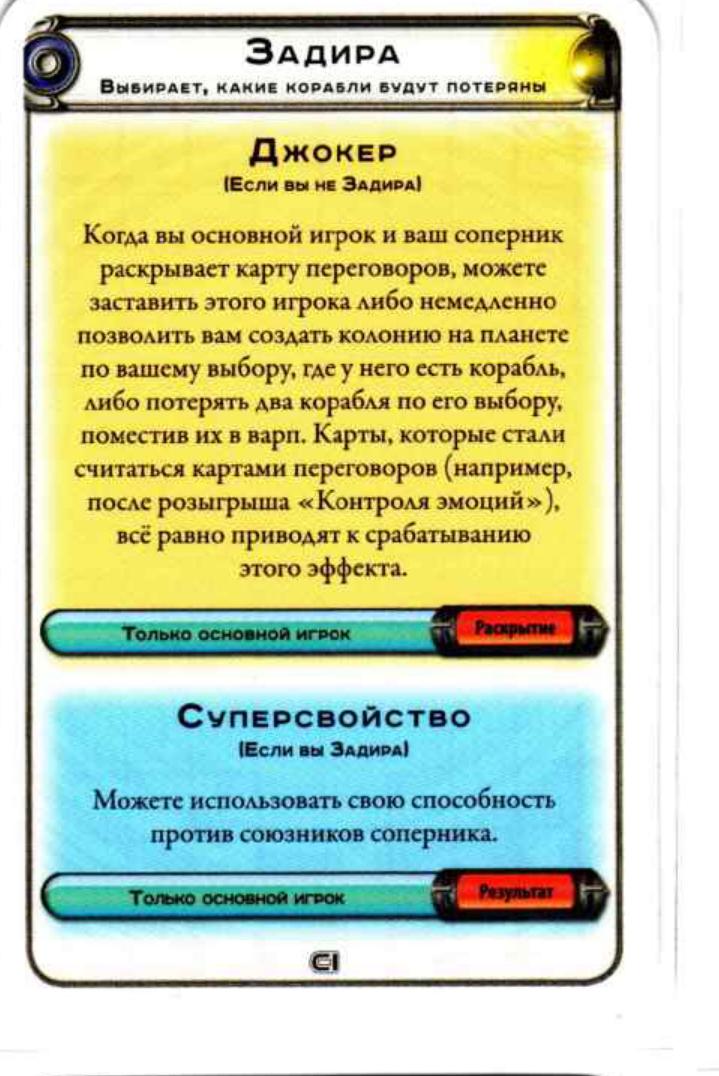 Задира
Выбирает, какие корабли будут потеряны
Джокер
(Если вы не Задира)
Когда вы основной игрок и ваш соперник
раскрывает карту переговоров, можете
заставить этого игрока либо немедленно
позволить вам создать колонию на планете
по вашему выбору, где у него есть корабль,
либо потерять два корабля по его выбору,
поместив их в варп. Карты, которые стали
считаться картами переговоров (например,
после розыгрыша «Контроля эмоций»),
всё равно приводят к срабатыванию
этого эффекта.
Только основной игрок Раскрытие
Суперсвойство
(Если вы Задира)
Можете использовать свою способность
против союзников соперника.
Только основной игрок Результат
CI